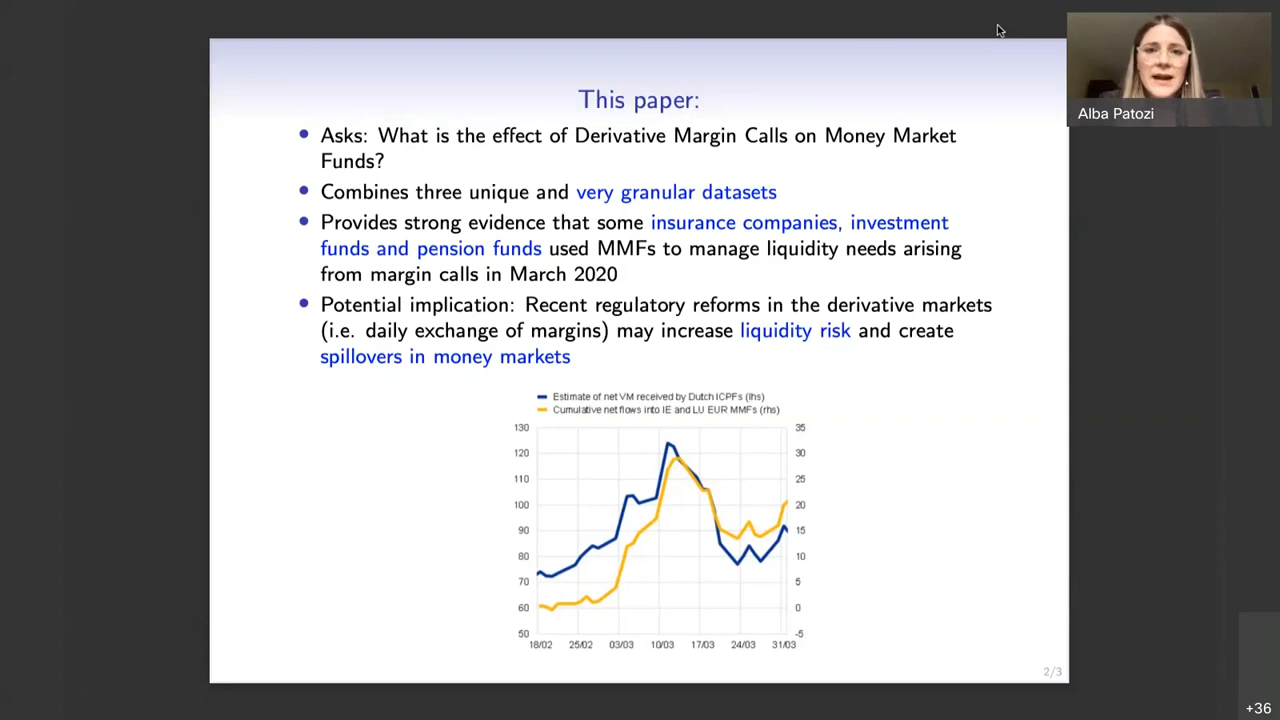 This paper:
Asks: What is the effect of Derivative Margin Calls on Money Market
Funds?
Combines three unique and very granular datasets
Provides strong evidence that some insurance companies, investment
funds and pension funds used MMFs to manage liquidity needs arising
from margin calls in March 2020
Potential implication: Recent regulatory reforms in the derivative markets
(i.e. daily exchange of margins) may increase liquidity risk and create
spillovers in money markets
Estimate of net VM received by Dutch ICPFs (lhs)
Cumulative net flows into IE and LU EUR MMFs (rhs)
130 35
120 30
110 25
100 20
90 15
80 10
70 5
60 0
50 -5
18/02 25/02 03/03 10/03 17/03 24/03 31/03
2/3
Alba Patozi
+36